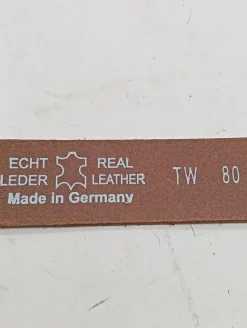 ECHT REAL
LEDER LEATHER TW 80
Made in Germany